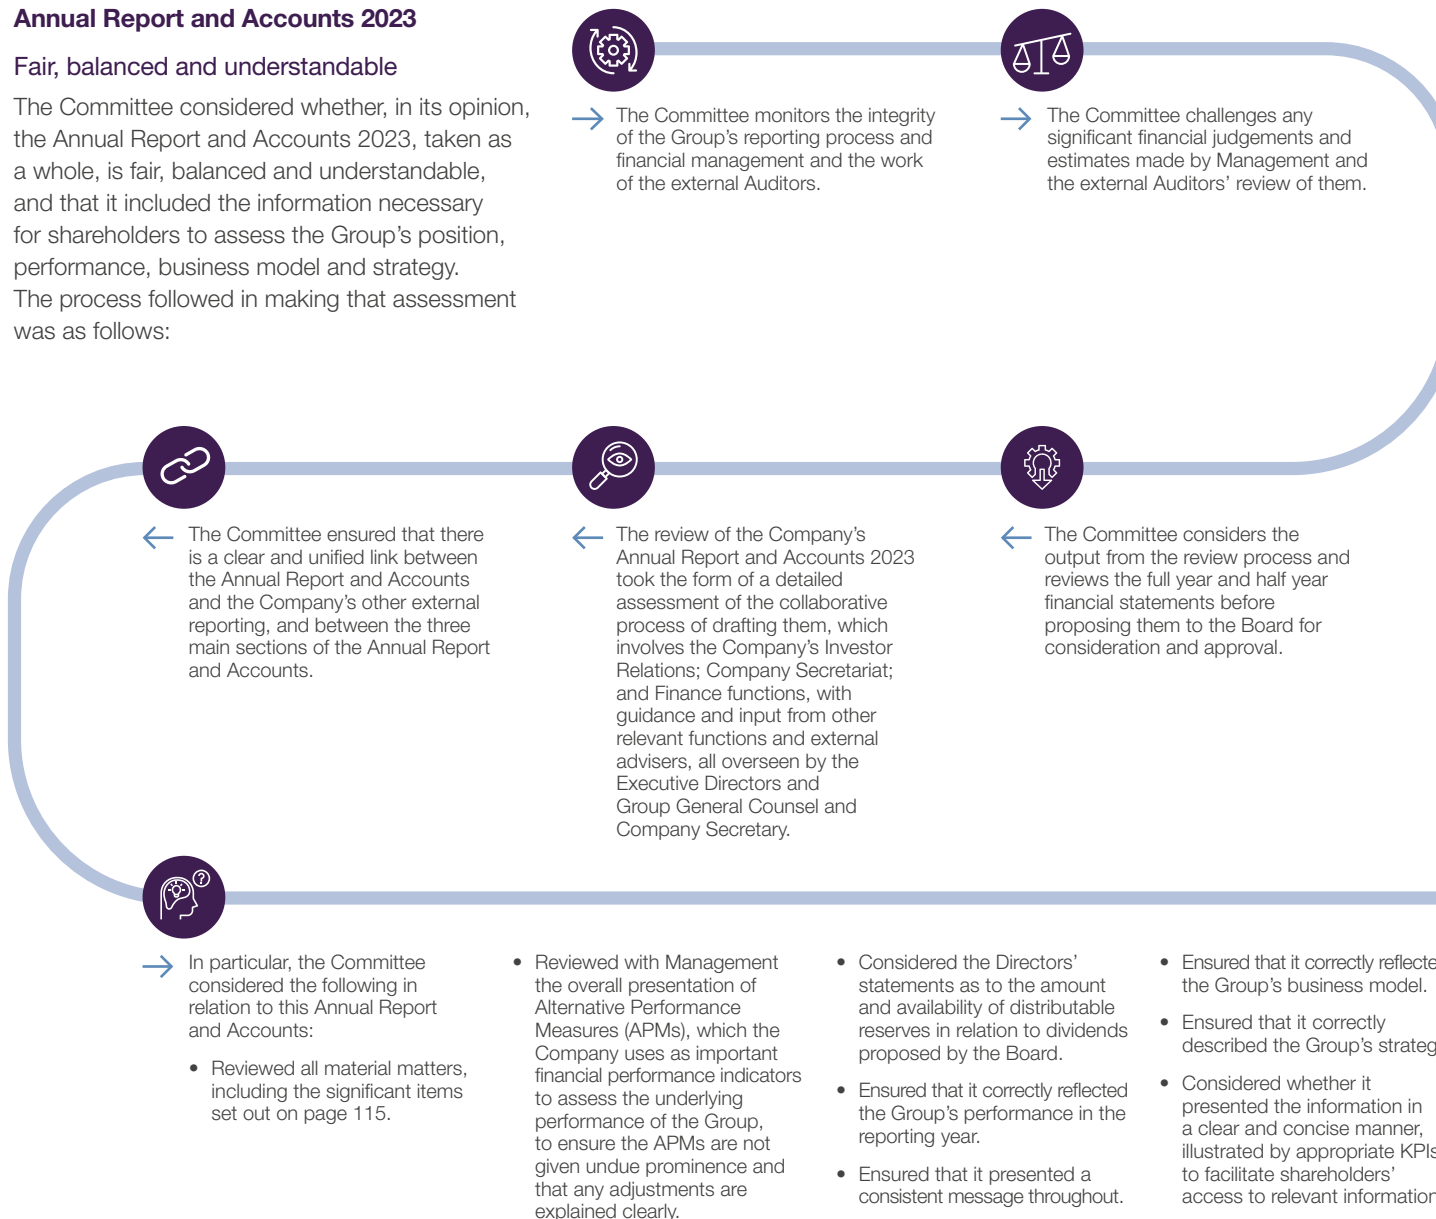 Annual Report and Accounts 2023
Fair, balanced and understandable
The Committee considered whether, in its opinion,
the Annual Report and Accounts 2023, taken as
a whole, is fair, balanced and understandable,
and that it included the information necessary
for shareholders to assess the Group's position,
performance, business model and strategy.
The process followed in making that assessment
was as follows:
The Committee monitors the integrity
of the Group's reporting process and
financial management and the work
of the external Auditors.
The Committee challenges any
significant financial judgements and
estimates made by Management and
the external Auditors' review of them.
The Committee considers the
output from the review process and
reviews the full year and half year
financial statements before
proposing them to the Board for
consideration and approval.
The review of the Company's
Annual Report and Accounts 2023
took the form of a detailed
assessment of the collaborative
process of drafting them, which
involves the Company's Investor
Relations; Company Secretariat;
and Finance functions, with
guidance and input from other
relevant functions and external
advisers, all overseen by the
Executive Directors and
Group General Counsel and
Company Secretary.
The Committee ensured that there
is a clear and unified link between
the Annual Report and Accounts
and the Company's other external
reporting, and between the three
main sections of the Annual Report
and Accounts.
In particular, the Committee
considered the following in
relation to this Annual Report
and Accounts:
• Reviewed all material matters,
including the significant items
set out on page 115.
• Reviewed with Management
the overall presentation of
Alternative Performance
Measures (APMs), which the
Company uses as important
financial performance indicators
to assess the underlying
performance of the Group,
to ensure the APMs are not
given undue prominence and
that any adjustments are
explained clearly.
• Considered the Directors'
statements as to the amount
and availability of distributable
reserves in relation to dividends
proposed by the Board.
• Ensured that it correctly reflected
the Group's performance in the
reporting year.
• Ensured that it presented a
consistent message throughout.
• Ensured that it correctly reflecte
the Group's business model.
• Ensured that it correctly
described the Group's strateg
• Considered whether it
presented the information in
a clear and concise manner,
illustrated by appropriate KPIs
to facilitate shareholders'
access to relevant information